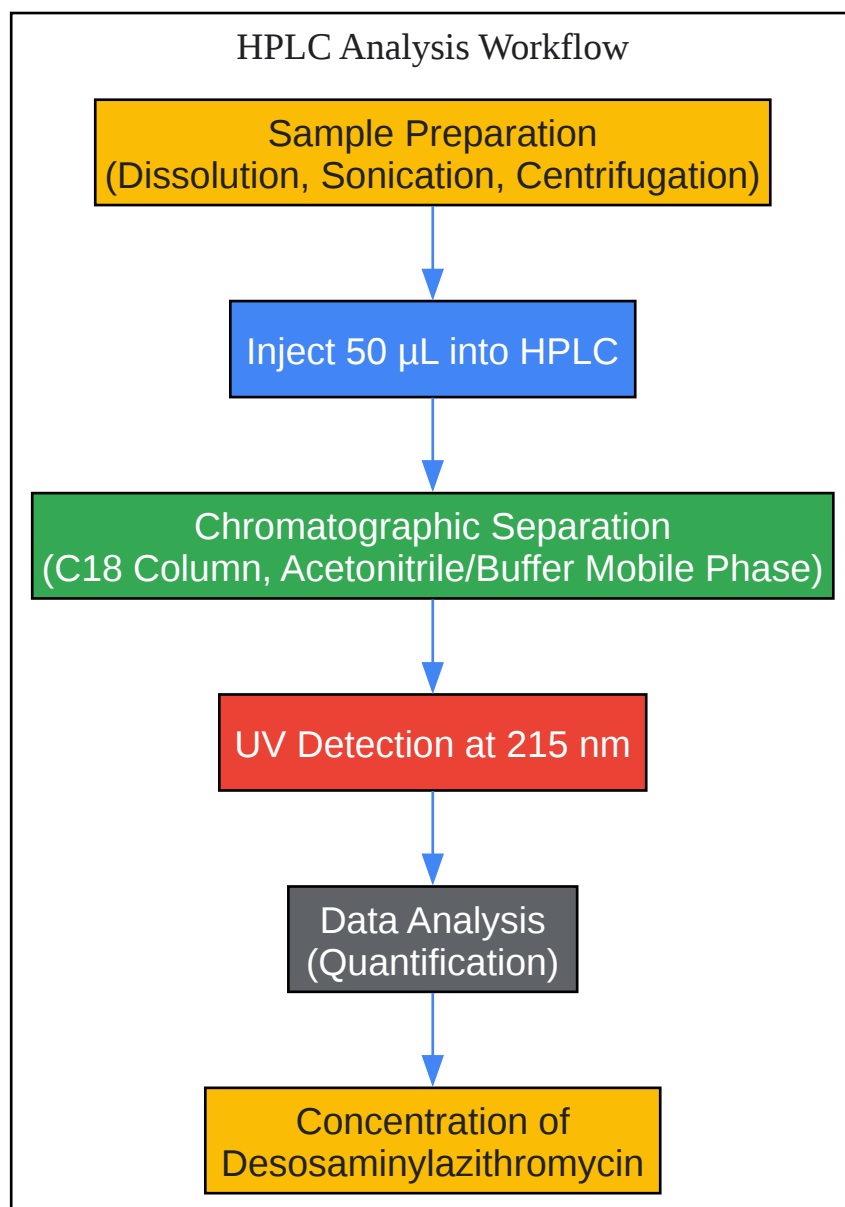 HPLC Analysis Workflow
Sample Preparation
(Dissolution, Sonication, Centrifugation)
Inject 50 µL into HPLC
Chromatographic Separation
(C18 Column, Acetonitrile/Buffer Mobile Phase)
UV Detection at 215 nm
Data Analysis
(Quantification)
Concentration of
Desosaminylazithromycin